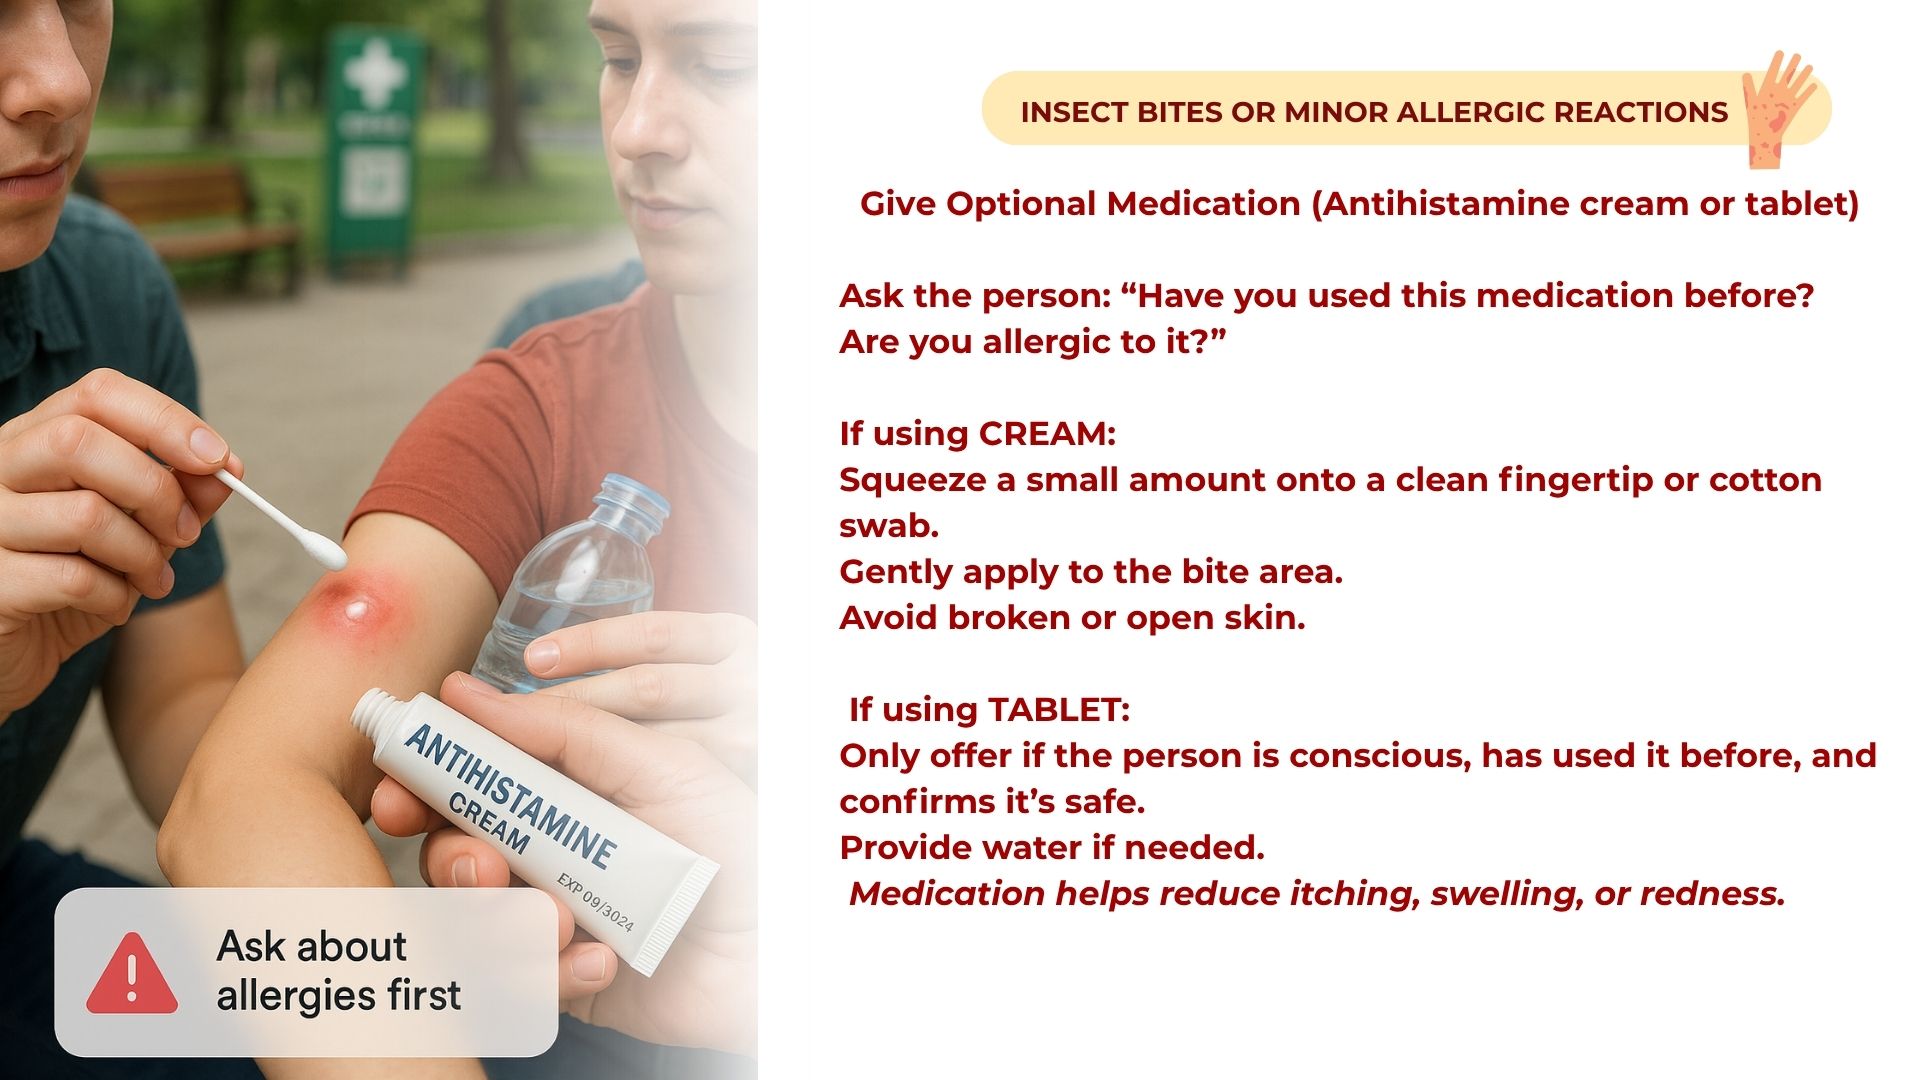 INSECT BITES OR MINOR ALLERGIC REACTIONS
Give Optional Medication (Antihistamine cream or tablet)
Ask the person: “Have you used this medication before?
Are you allergic to it?”
If using CREAM:
Squeeze a small amount onto a clean fingertip or cotton
swab.
Gently apply to the bite area.
Avoid broken or open skin.
If using TABLET:
Only offer if the person is conscious, has used it before, and
confirms it’s safe.
Provide water if needed.
Medication helps reduce itching, swelling, or redness.
ANTIHISTAMINE
CREAM
EXP 09/3024
Ask about
allergies first